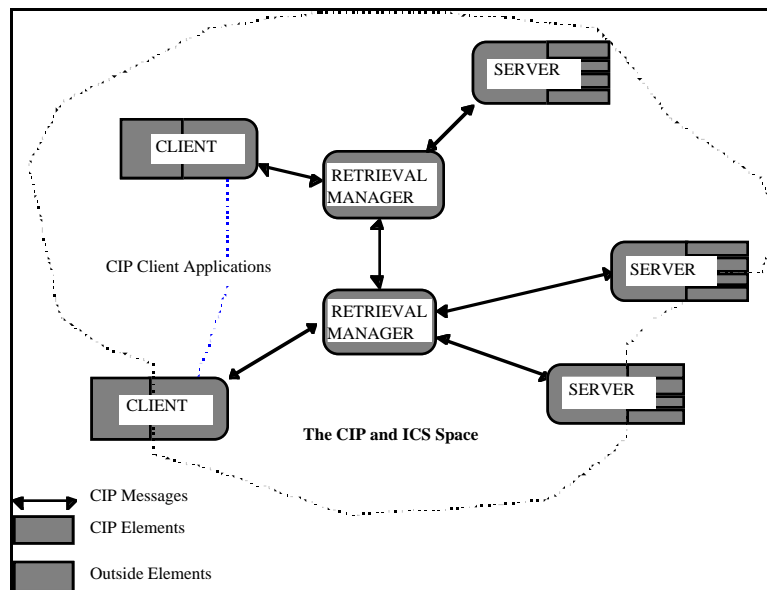 SERVER
CLIENT
RETRIEVAL
MANAGER
CIP Client Applications
SERVER
RETRIEVAL
MANAGER
SERVER
CLIENT
The CIP and ICS Space
CIP Messages
CIP Elements
Outside Elements